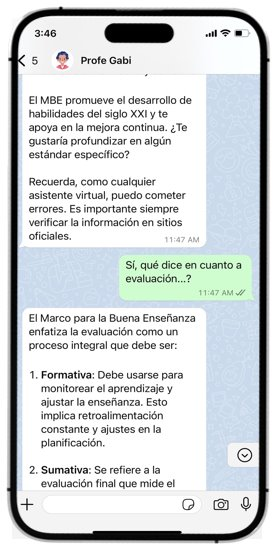 3:46
5
Profe Gabi
El MBE promueve el desarrollo de
habilidades del siglo XXI y te
apoya en la mejora continua. ¿Te
gustaría profundizar en algún
estándar específico?
Recuerda, como cualquier
asistente virtual, puedo cometer
errores. Es importante siempre
verificar la información en sitios
oficiales.
11:47 AM
Sí, qué dice en cuanto a
evaluación...?
11:47 AM
El Marco para la Buena Enseñanza
enfatiza la evaluación como un
proceso integral que debe ser:
1. Formativa: Debe usarse para
monitorear el aprendizaje y
ajustar la enseñanza. Esto
implica retroalimentación
constante y ajustes en la
planificación.
2. Sumativa: Se refiere a la
evaluación final que mide el